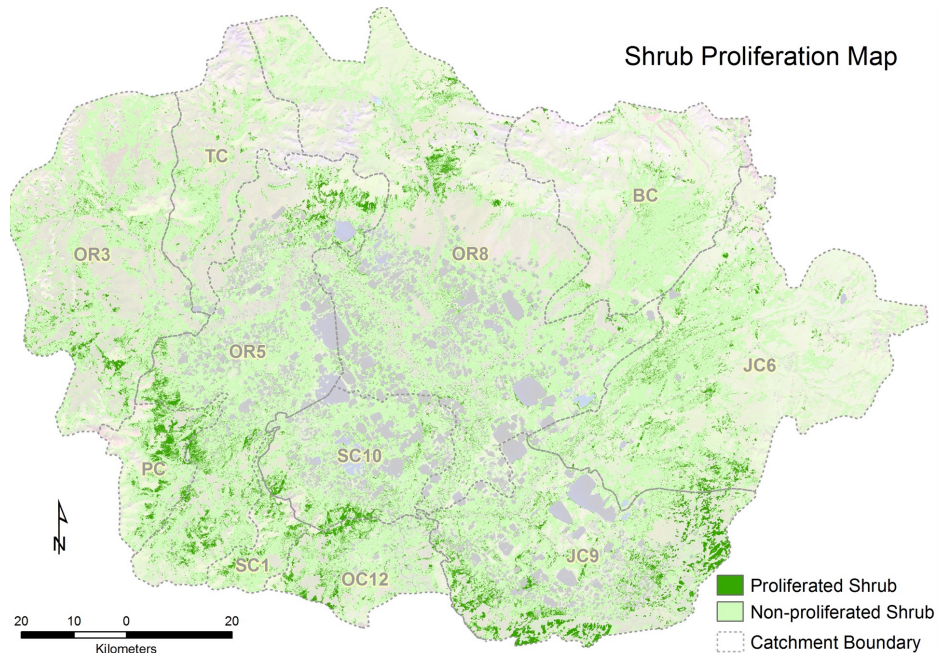 Shrub Proliferation Map
TC
BC
OR3
OR8
OR5
JC6
SC10
PC
JC9
SC1
OC12
N
Proliferated Shrub
Non-proliferated Shrub
Catchment Boundary
20 10 0 20
Kilometers